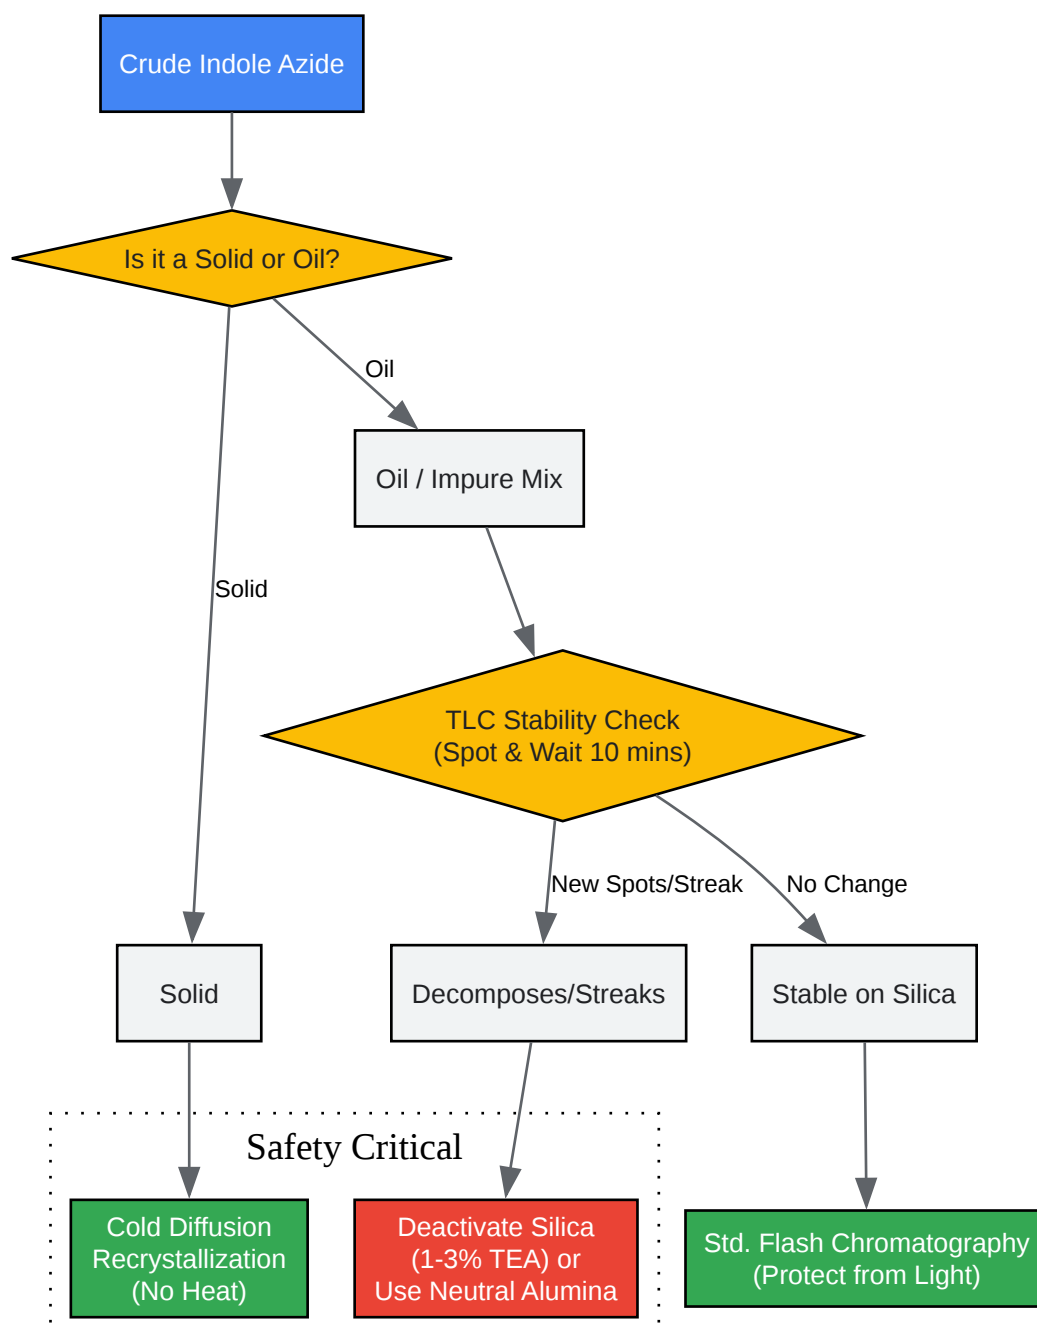 Crude Indole Azide
Is it a Solid or Oil?
Oil
Oil / Impure Mix
Solid
TLC Stability Check
(Spot & Wait 10 mins)
New Spots/Streak
No Change
Solid
Decomposes/Streaks
Stable on Silica
Safety Critical
Cold Diffusion
Recrystallization
(No Heat)
Deactivate Silica
(1-3% TEA) or
Use Neutral Alumina
Std. Flash Chromatography
(Protect from Light)